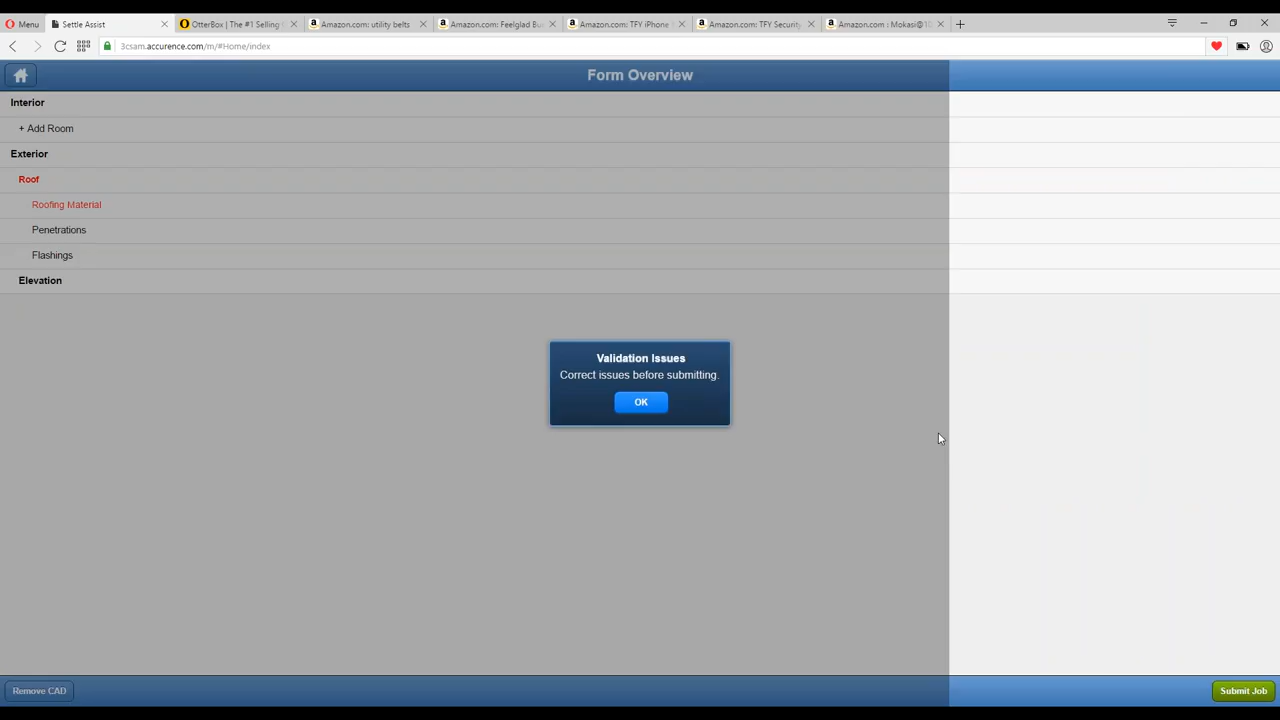 Menu
Settle Assist
OtterBox | The #1 Selling
Amazon.com: utility belts
Amazon.com: Feelglad Bu
Amazon.com: TFY iPhone
Amazon.com: TFY Security
Amazon.com : Mokasi@1
3csam.accurence.com/m/#Home/index
Form Overview
Interior
+ Add Room
Exterior
Roof
Roofing Material
Penetrations
Flashings
Elevation
Validation Issues
Correct issues before submitting.
OK
Remove CAD
Submit Job